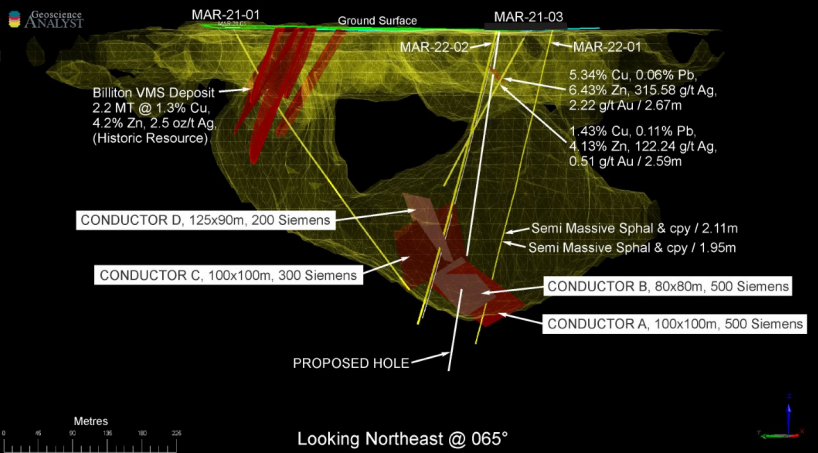 Geoscience
ANALYST
MAR-21-01
Ground Surface
MAR-21-03
MAR-22-02
MAR-22-01
Billiton VMS Deposit
2.2 MT @ 1.3% Cu,
4.2% Zn, 2.5 oz/t Ag,
(Historic Resource)
5.34% Cu, 0.06% Pb,
6.43% Zn, 315.58 g/t Ag,
2.22 g/t Au / 2.67m
1.43% Cu, 0.11% Pb,
4.13% Zn, 122.24 g/t Ag,
0.51 g/t Au / 2.59m
CONDUCTOR D, 125x90m, 200 Siemens
Semi Massive Sphal & cpy / 2.11m
Semi Massive Sphal & cpy / 1.95m
CONDUCTOR C, 100x100m, 300 Siemens
CONDUCTOR B, 80x80m, 500 Siemens
CONDUCTOR A, 100x100m, 500 Siemens
PROPOSED HOLE
Metres
0 45 90 135 180 225
Looking Northeast @ 065°